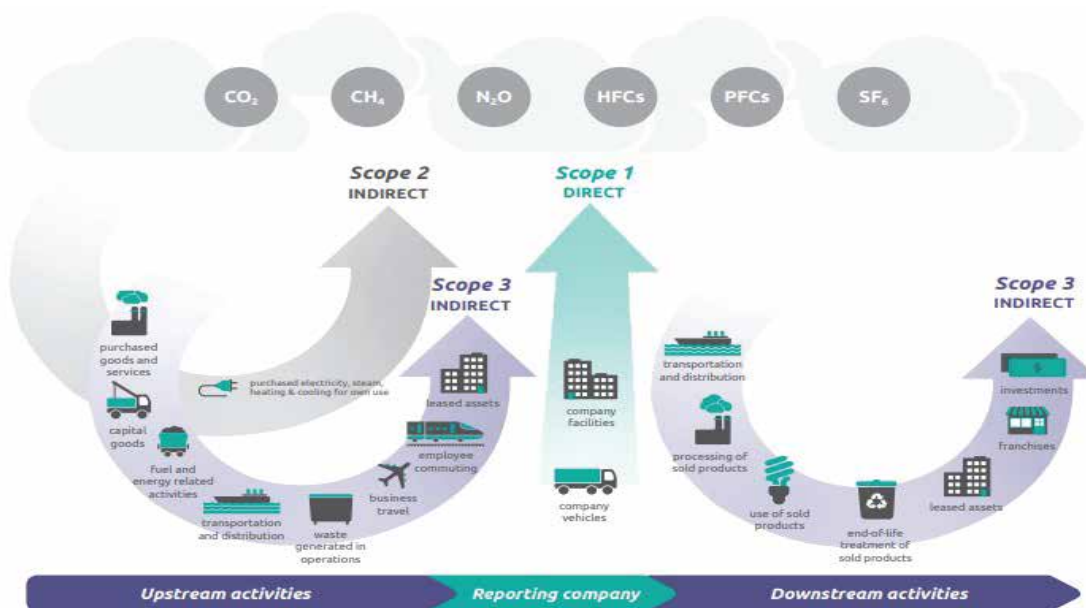 CO₂
CH₄
N₂O
HFCs
PFCs
SF₆
Scope 2
INDIRECT
Scope 1
DIRECT
Scope 3
INDIRECT
Scope 3
INDIRECT
purchased
goods and
services
capital
goods
fuel and
energy related
activities
purchased electricity, steam,
heating & cooling for own use
transportation
and distribution
waste
generated in
operations
business
travel
employee
commuting
leased assets
company
facilities
company
vehicles
transportation
and distribution
processing of
sold products
use of sold
products
end-of-life
treatment of
sold products
leased assets
franchises
investments
$
Upstream activities
Reporting company
Downstream activities